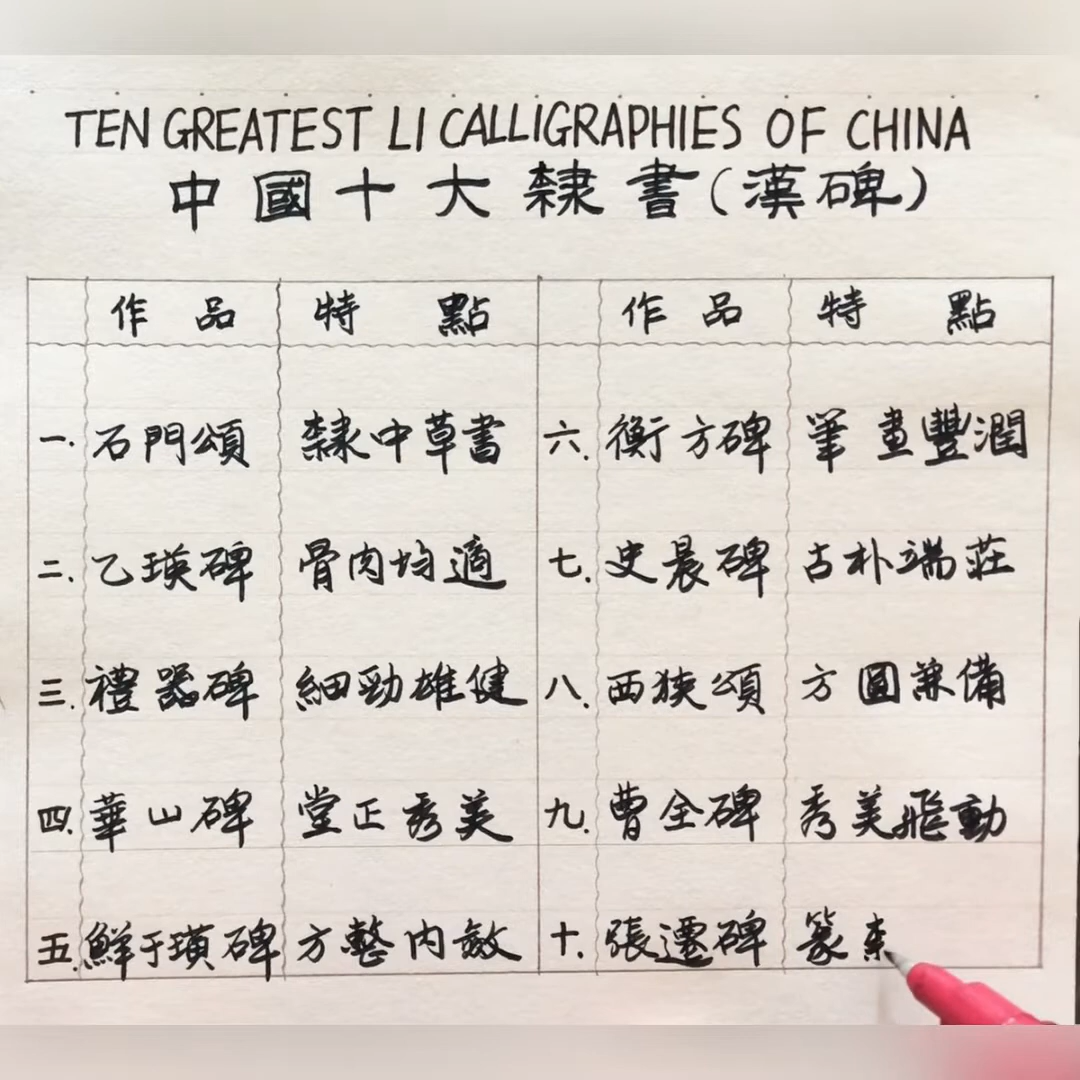 TEN GREATEST LI CALLIGRAPHIES OF CHINA
中國十大隸書(漢碑)
作品 特點 作品 特點
一. 石門頌 隸中草書 六. 衡方碑 筆畫豐潤
二. 乙瑛碑 骨肉均適 七. 史晨碑 古朴端莊
三. 禮器碑 細勁雄健 八. 西狹頌 方圓兼備
四. 華山碑 堂正秀美 九. 曹全碑 秀美飛動
五. 鮮于璜碑 方整內斂 十. 張遷碑 篆